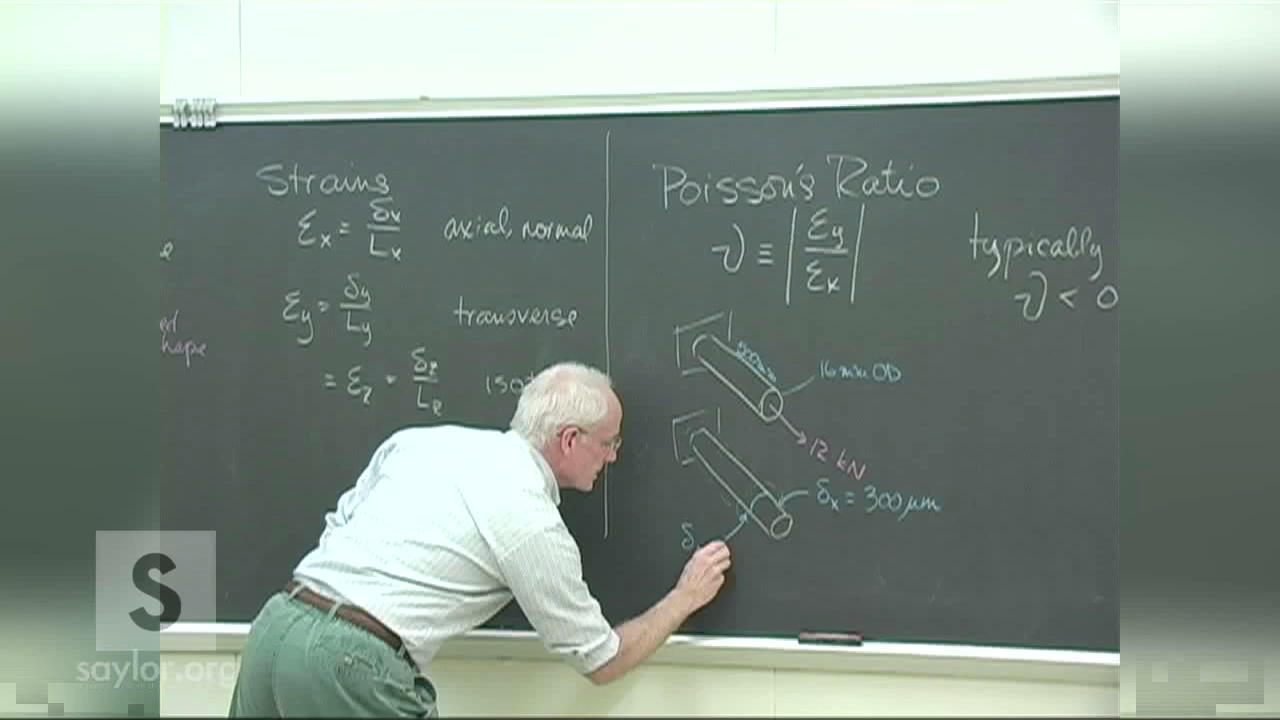 Strains
εx = δx/Lx axial, normal
εy = δy/Ly transverse
= εz = δz/Lz
Poisson's Ratio
ν ≡ |εy/εx|
typically
ν < 0
16 mm OD
12 kN
δx = 300 μm
δ
S
saylor.org